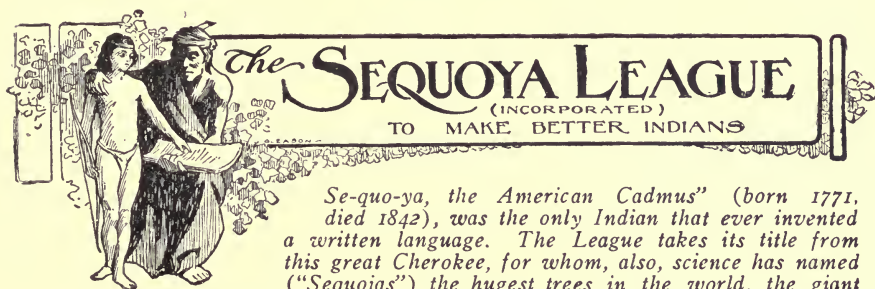 The SEQUOYA LEAGUE
(INCORPORATED)
TO MAKE BETTER INDIANS
Se-quo-ya, the American Cadmus" (born 1771,
died 1842), was the only Indian that ever invented
a written language. The League takes its title from
this great Cherokee, for whom, also, science has named
("Sequoias") the hugest trees in the world, the giant